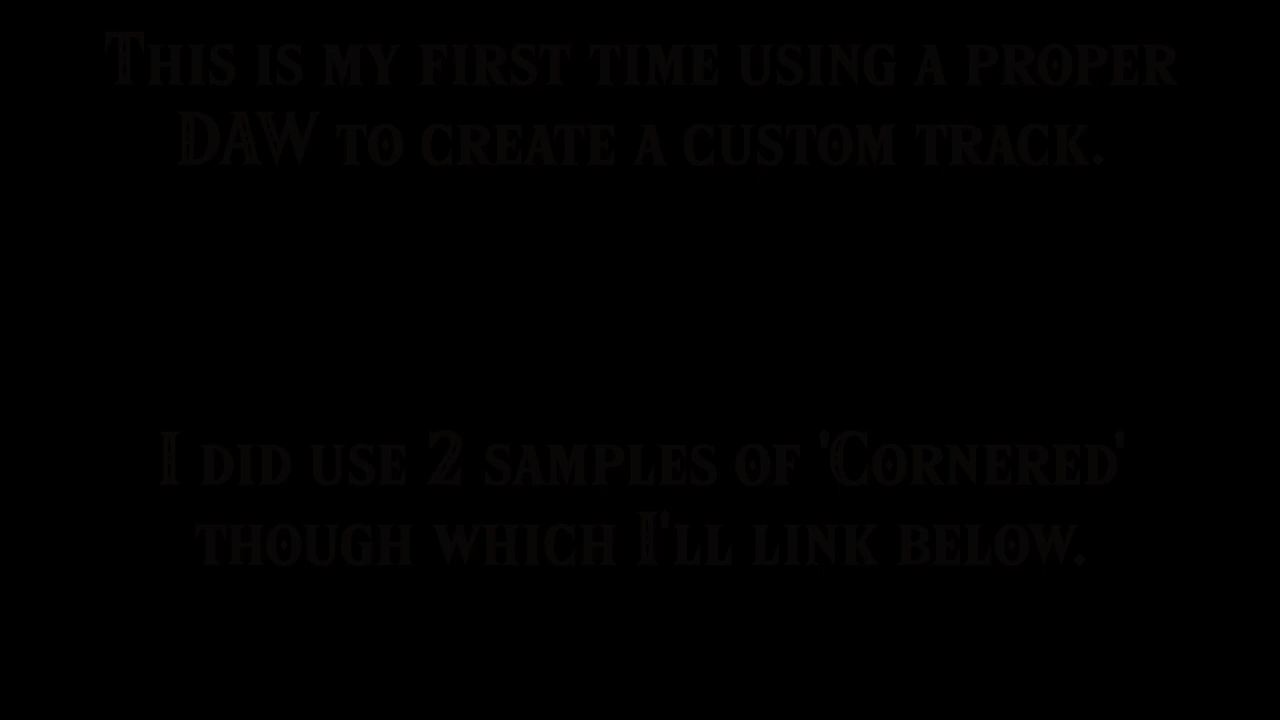 This is my first time using a proper
DAW to create a custom track.
I did use 2 samples of 'Cornered'
though which I'll link below.